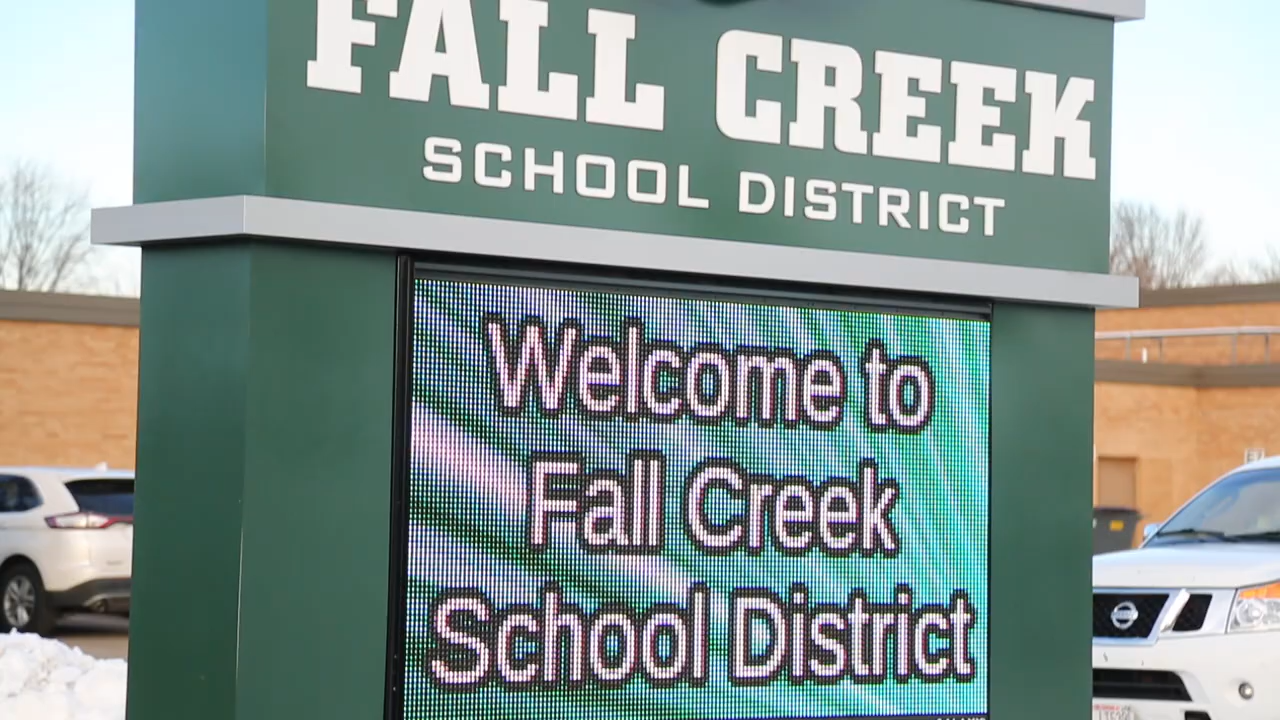 FALL CREEK
SCHOOL DISTRICT
Welcome to
Fall Creek
School District